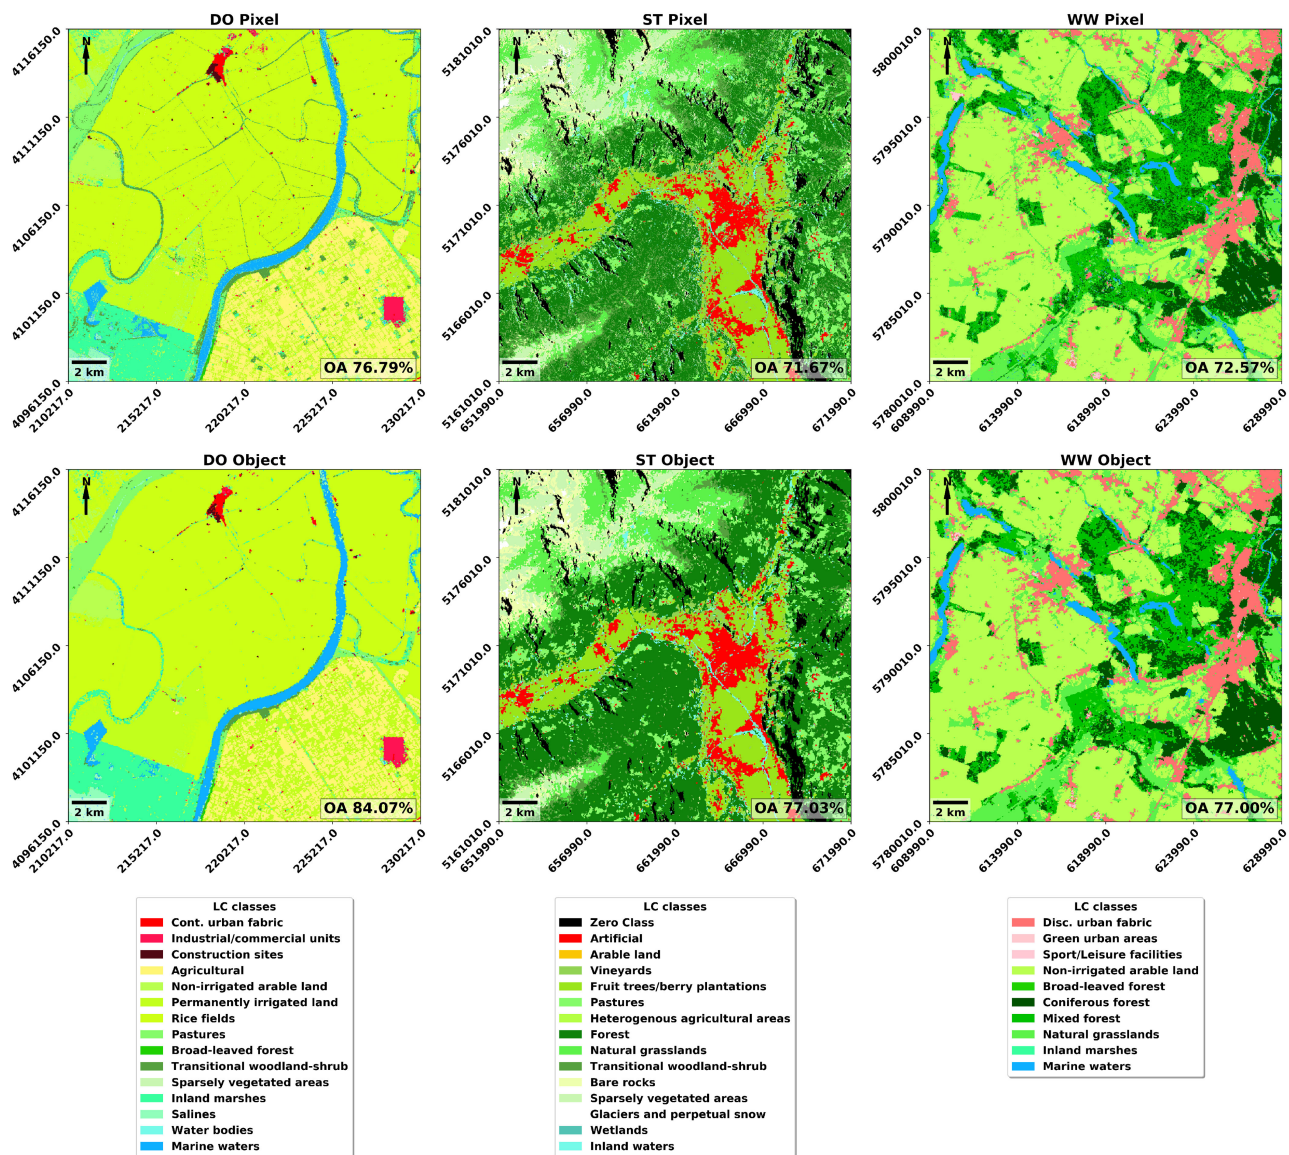 DO Pixel
ST Pixel
WW Pixel
4116150.0
4111150.0
4106150.0
4101150.0
4096150.0
N
2 km
OA 76.79%
210217.0
215217.0
220217.0
225217.0
230217.0
5181010.0
5176010.0
5171010.0
5166010.0
5161010.0
N
2 km
OA 71.67%
651990.0
656990.0
661990.0
666990.0
671990.0
5800010.0
5795010.0
5790010.0
5785010.0
5780010.0
N
2 km
OA 72.57%
608990.0
613990.0
618990.0
623990.0
628990.0
DO Object
ST Object
WW Object
4116150.0
4111150.0
4106150.0
4101150.0
4096150.0
N
2 km
OA 84.07%
210217.0
215217.0
220217.0
225217.0
230217.0
5181010.0
5176010.0
5171010.0
5166010.0
5161010.0
N
2 km
OA 77.03%
651990.0
656990.0
661990.0
666990.0
671990.0
5800010.0
5795010.0
5790010.0
5785010.0
5780010.0
N
2 km
OA 77.00%
608990.0
613990.0
618990.0
623990.0
628990.0
LC classes
Cont. urban fabric
Industrial/commercial units
Construction sites
Agricultural
Non-irrigated arable land
Permanently irrigated land
Rice fields
Pastures
Broad-leaved forest
Transitional woodland-shrub
Sparsely vegetated areas
Inland marshes
Salines
Water bodies
Marine waters
LC classes
Zero Class
Artificial
Arable land
Vineyards
Fruit trees/berry plantations
Pastures
Heterogenous agricultural areas
Forest
Natural grasslands
Transitional woodland-shrub
Bare rocks
Sparsely vegetated areas
Glaciers and perpetual snow
Wetlands
Inland waters
LC classes
Disc. urban fabric
Green urban areas
Sport/Leisure facilities
Non-irrigated arable land
Broad-leaved forest
Coniferous forest
Mixed forest
Natural grasslands
Inland marshes
Marine waters